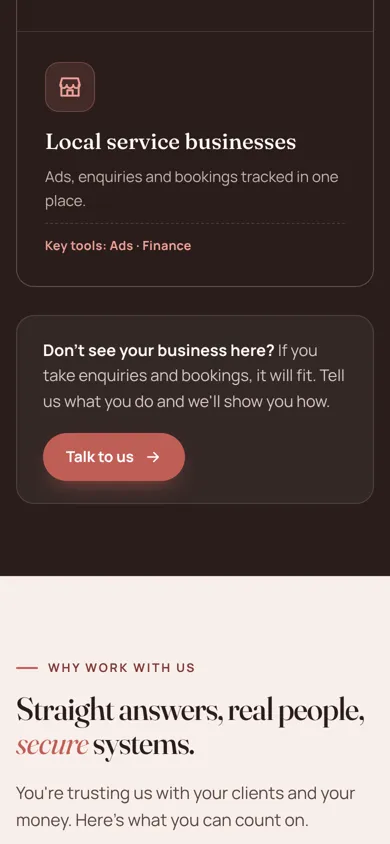 Local service businesses
Ads, enquiries and bookings tracked in one
place.
Key tools: Ads · Finance
Don't see your business here? If you
take enquiries and bookings, it will fit. Tell
us what you do and we'll show you how.
Talk to us →
WHY WORK WITH US
Straight answers, real people,
secure systems.
You're trusting us with your clients and your
money. Here's what you can count on.